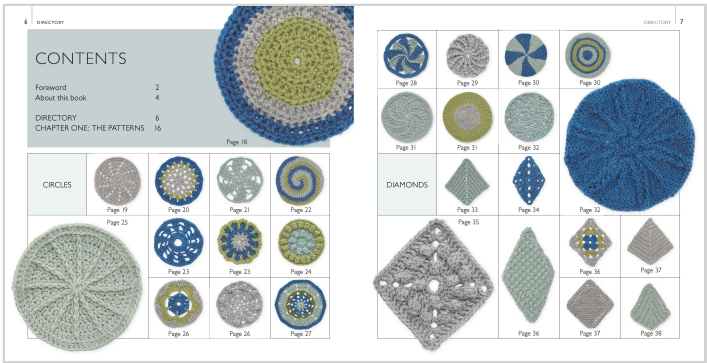 6 DIRECTORY
CONTENTS
Foreword 2
About this book 4
DIRECTORY 6
CHAPTER ONE: THE PATTERNS 16
Page 18
CIRCLES
Page 19
Page 20
Page 21
Page 22
Page 25
Page 23
Page 23
Page 24
Page 26
Page 26
Page 27
DIRECTORY 7
Page 28
Page 29
Page 30
Page 30
Page 31
Page 31
Page 32
Page 32
DIAMONDS
Page 33
Page 34
Page 35
Page 36
Page 36
Page 37
Page 37
Page 38